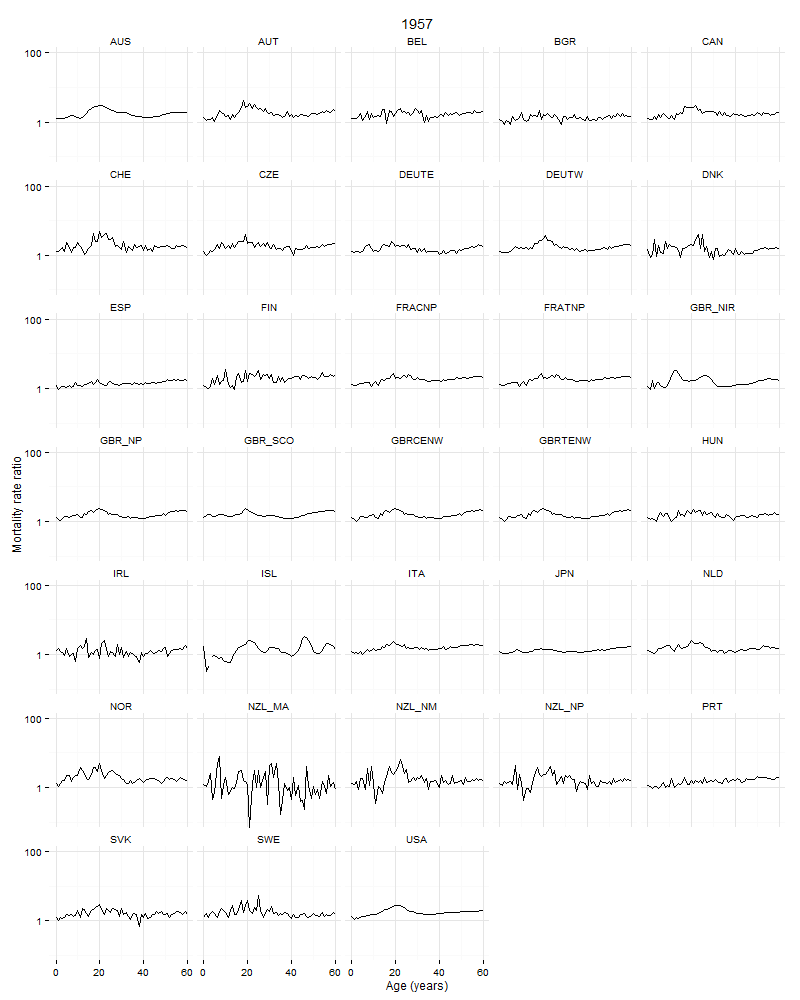 1957
AUS AUT BEL BGR CAN
100
1
CHE CZE DEUTE DEUTW DNK
100
1
ESP FIN FRACNP FRATNP GBR_NIR
100
1
GBR_NP GBR_SCO GBRCENW GBRTENW HUN
100
1
Mortality rate ratio
IRL ISL ITA JPN NLD
100
1
NOR NZL_MA NZL_NM NZL_NP PRT
100
1
SVK SWE USA
100
1
0 20 40 60 0 20 40 60 0 20 40 60
Age (years)